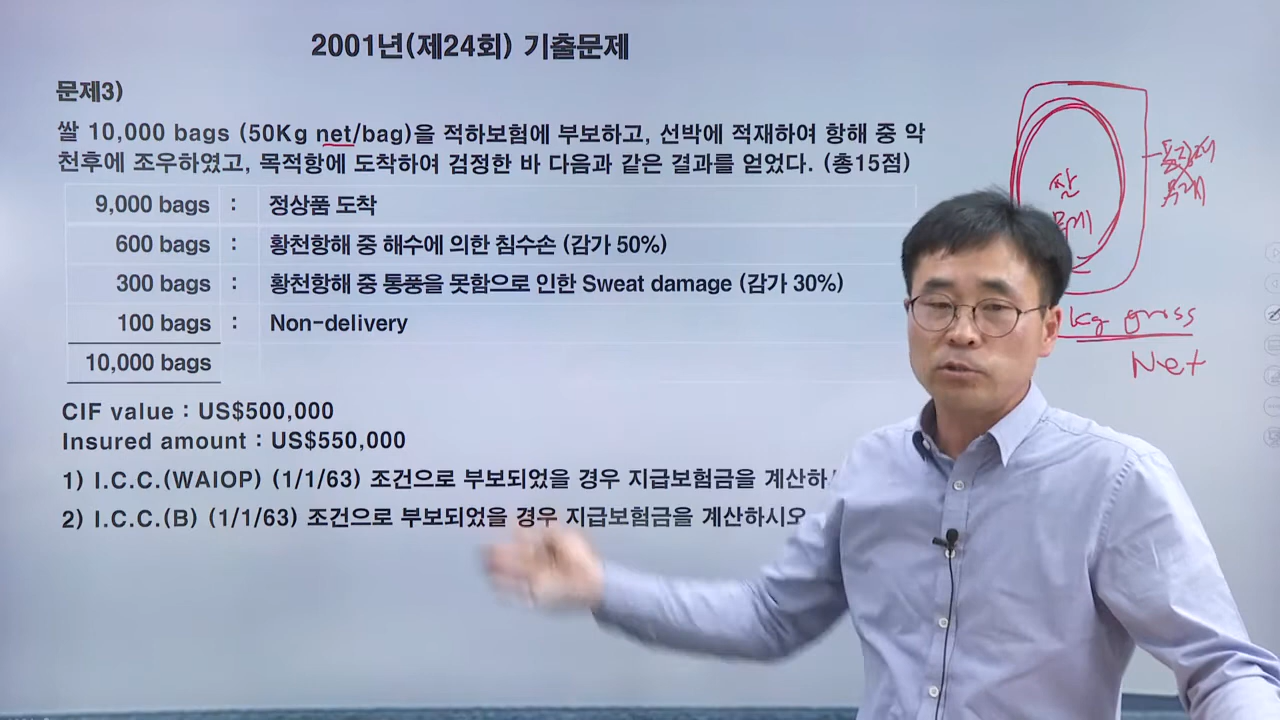 2001년(제24회) 기출문제
문제3)
쌀 10,000 bags (50Kg net/bag)을 적하보험에 부보하고, 선박에 적재하여 항해 중 악
천후에 조우하였고, 목적항에 도착하여 검정한 바 다음과 같은 결과를 얻었다. (총15점)
9,000 bags : 정상품 도착
600 bags : 황천항해 중 해수에 의한 침수손 (감가 50%)
300 bags : 황천항해 중 통풍을 못함으로 인한 Sweat damage (감가 30%)
100 bags : Non-delivery
10,000 bags
CIF value : US$500,000
Insured amount : US$550,000
1) I.C.C.(WAIOP) (1/1/63) 조건으로 부보되었을 경우 지급보험금을 계산하
2) I.C.C.(B) (1/1/63) 조건으로 부보되었을 경우 지급보험금을 계산하시오
쌀
무게
Kg gross
Net